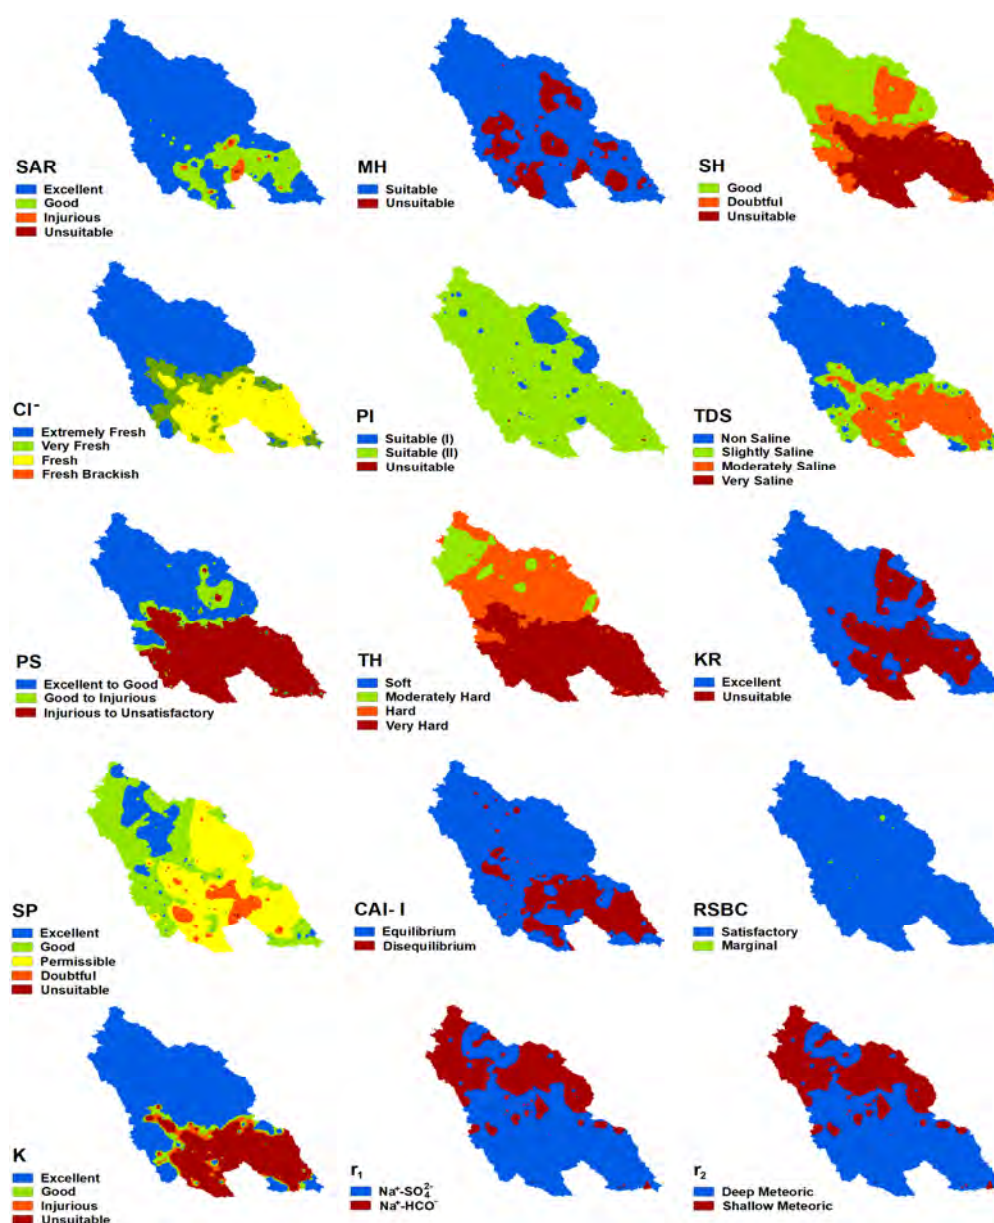 SAR
Excellent
Good
Injurious
Unsuitable
MH
Suitable
Unsuitable
SH
Good
Doubtful
Unsuitable
Cl⁻
Extremely Fresh
Very Fresh
Fresh
Fresh Brackish
PI
Suitable (I)
Suitable (II)
Unsuitable
TDS
Non Saline
Slightly Saline
Moderately Saline
Very Saline
PS
Excellent to Good
Good to Injurious
Injurious to Unsatisfactory
TH
Soft
Moderately Hard
Hard
Very Hard
KR
Excellent
Unsuitable
SP
Excellent
Good
Permissible
Doubtful
Unsuitable
CAI- I
Equilibrium
Disequilibrium
RSBC
Satisfactory
Marginal
K
Excellent
Good
Injurious
Unsuitable
r₁
Na⁺-SO₄²⁻
Na⁺-HCO⁻
r₂
Deep Meteoric
Shallow Meteoric